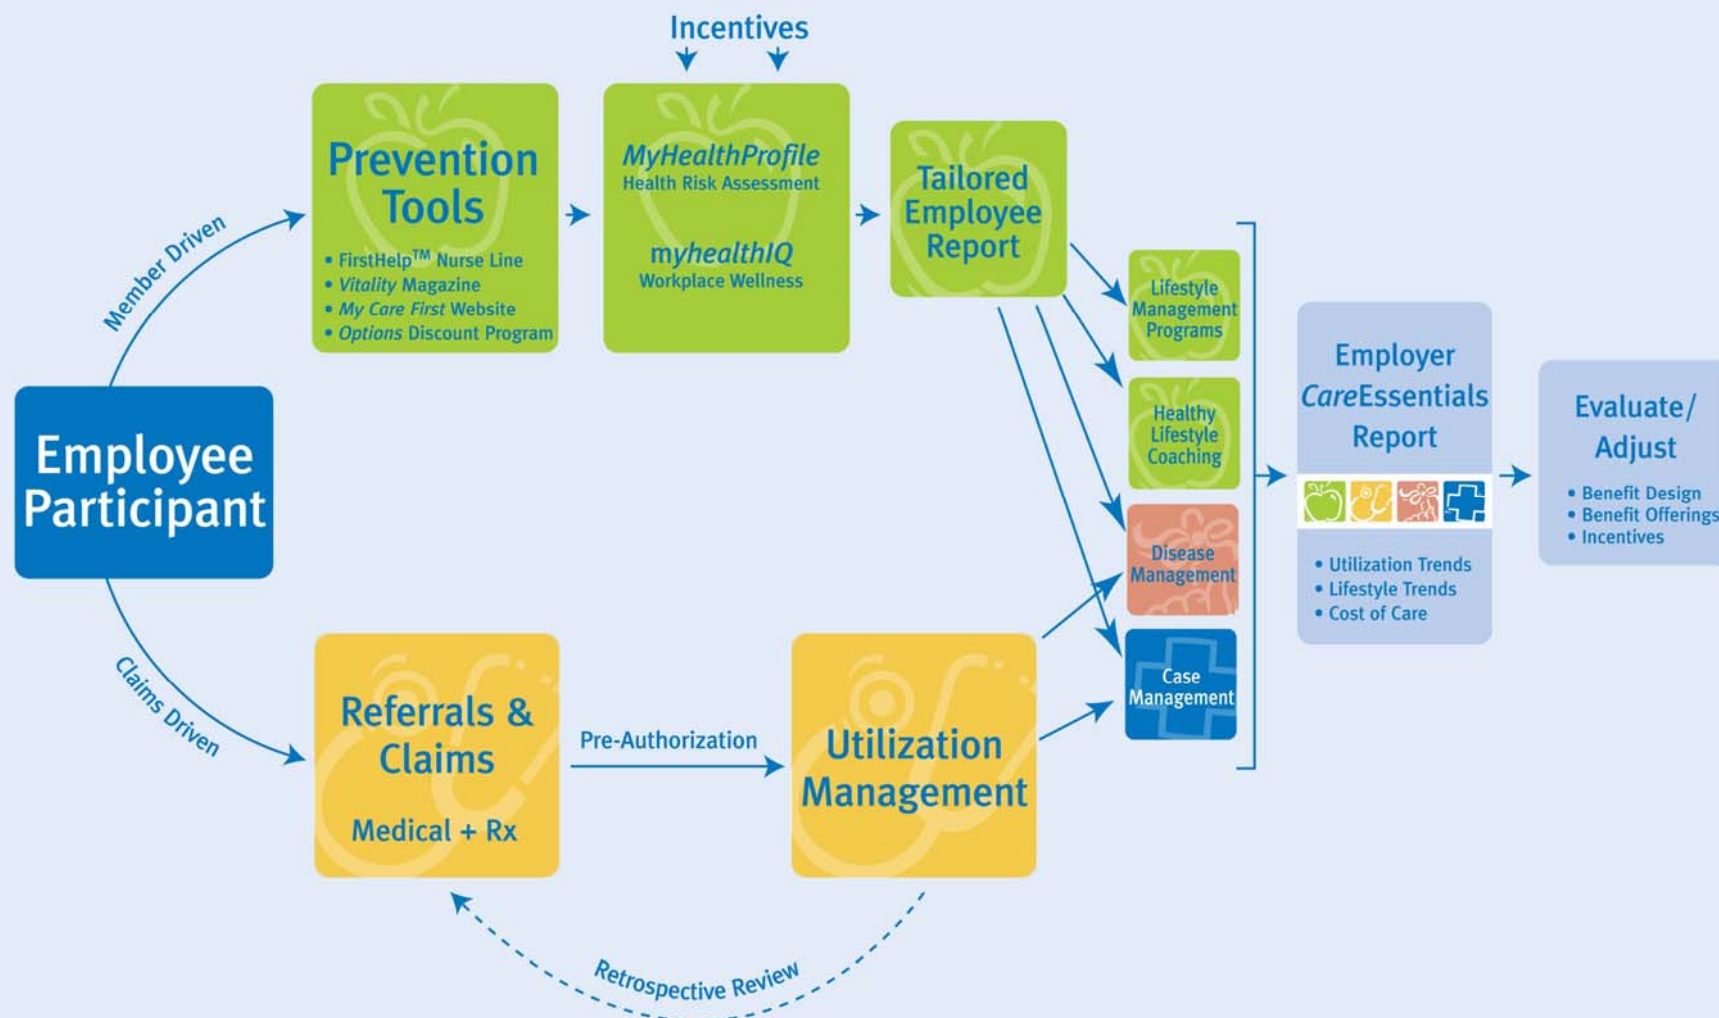 Incentives
Prevention
Tools
• FirstHelp™ Nurse Line
• Vitality Magazine
• My Care First Website
• Options Discount Program
MyHealthProfile
Health Risk Assessment
myhealthIQ
Workplace Wellness
Tailored
Employee
Report
Member Driven
Employee
Participant
Claims Driven
Lifestyle
Management
Programs
Healthy
Lifestyle
Coaching
Disease
Management
Case
Management
Employer
CareEssentials
Report
• Utilization Trends
• Lifestyle Trends
• Cost of Care
Evaluate/
Adjust
• Benefit Design
• Benefit Offerings
• Incentives
Referrals &
Claims
Medical + Rx
Pre-Authorization
Utilization
Management
Retrospective Review